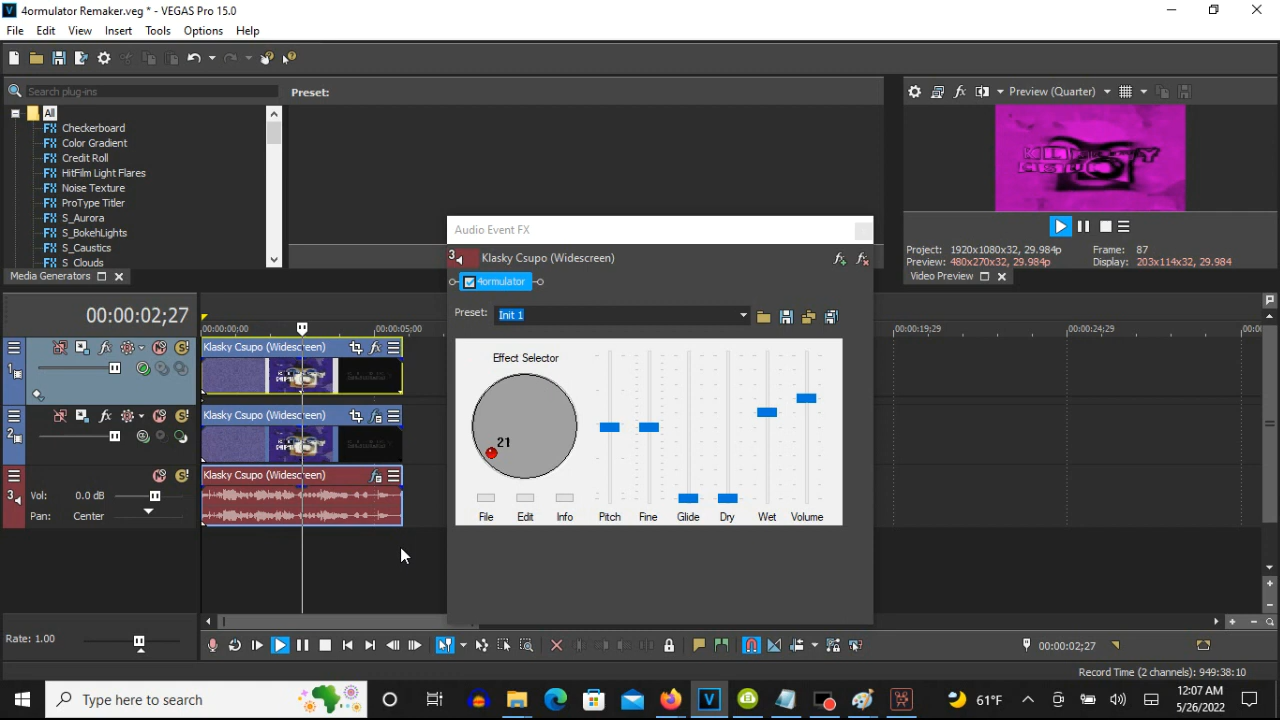 4ormulator Remaker.veg * - VEGAS Pro 15.0
File Edit View Insert Tools Options Help
Search plug-ins
Preset:
Preview (Quarter)
All
Checkerboard
Color Gradient
Credit Roll
HitFilm Light Flares
Noise Texture
ProType Titler
S_Aurora
S_BokehLights
S_Caustics
S_Clouds
Media Generators
Project: 1920x1080x32, 29.984p
Frame: 87
Preview: 480x270x32, 29.984p
Display: 203x114x32, 29.984
Video Preview
Audio Event FX
3
Klasky Csupo (Widescreen)
4ormulator
Preset:
Init 1
Effect Selector
21
File Edit Info Pitch Fine Glide Dry Wet Volume
00:00:02;27
00:00:00;00
00:00:05;00
00:00:19;29
00:00:24;29
1
Klasky Csupo (Widescreen)
2
Klasky Csupo (Widescreen)
3
Klasky Csupo (Widescreen)
Vol: 0.0 dB
Pan: Center
Rate: 1.00
00:00:02;27
Record Time (2 channels): 949:38:10
Type here to search
61°F
12:07 AM
5/26/2022